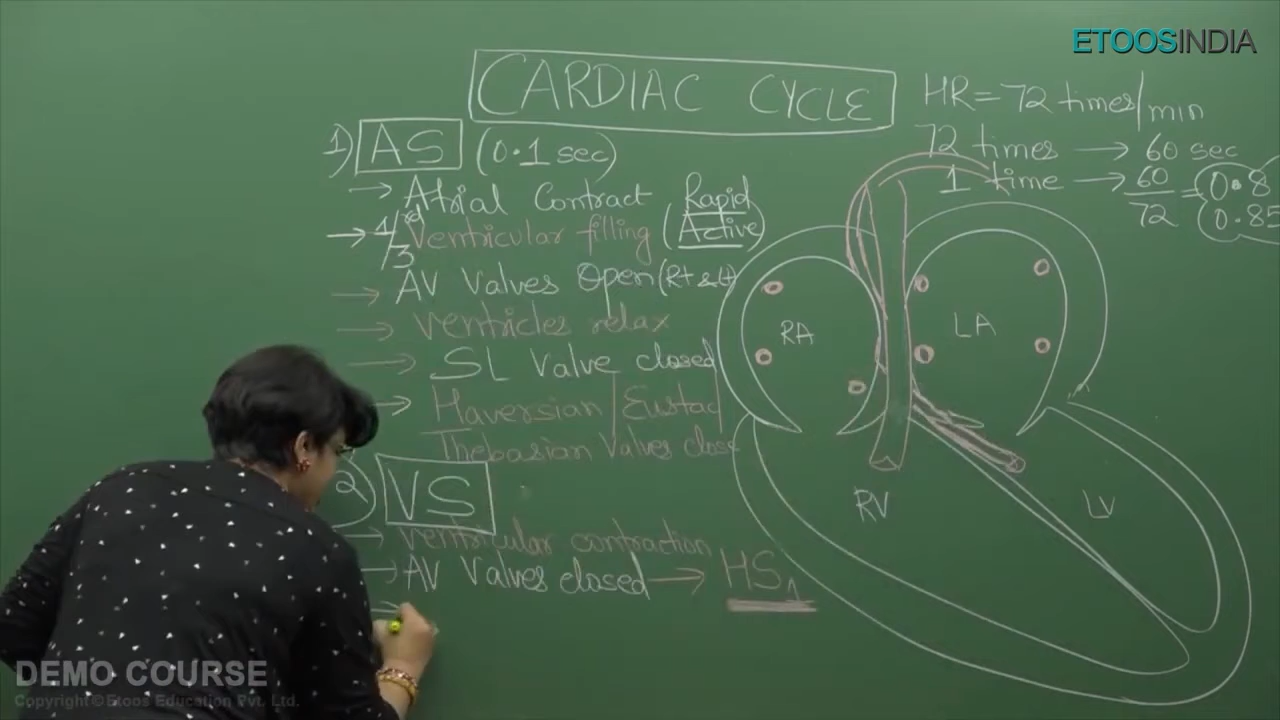 ETOOSINDIA
CARDIAC CYCLE
HR = 72 times/min
72 times → 60 sec
1 time → 60/72 = 0.8
0.85
1) AS (0.1 sec)
→ Atrial Contract Rapid
→ 1/3rd Ventricular filling (Active)
→ AV Valves Open (Rt & Lt)
→ Ventricles relax
→ SL Valve closed
→ Haversian / Eustac
Thebasian Valves close
2) VS
→ Ventricular contraction
→ AV Valves closed → HS1
→
RA
LA
RV
LV
DEMO COURSE
Copyright © Etoos Education Pvt. Ltd.